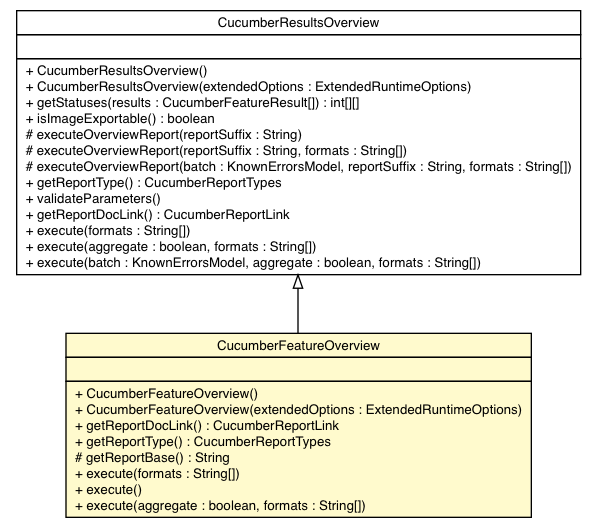 CucumberResultsOverview
+ CucumberResultsOverview()
+ CucumberResultsOverview(extendedOptions : ExtendedRuntimeOptions)
+ getStatuses(results : CucumberFeatureResult[]) : int[][]
+ isImageExportable() : boolean
# executeOverviewReport(reportSuffix : String)
# executeOverviewReport(reportSuffix : String, formats : String[])
# executeOverviewReport(batch : KnownErrorsModel, reportSuffix : String, formats : String[])
+ getReportType() : CucumberReportTypes
+ validateParameters()
+ getReportDocLink() : CucumberReportLink
+ execute(formats : String[])
+ execute(aggregate : boolean, formats : String[])
+ execute(batch : KnownErrorsModel, aggregate : boolean, formats : String[])
CucumberFeatureOverview
+ CucumberFeatureOverview()
+ CucumberFeatureOverview(extendedOptions : ExtendedRuntimeOptions)
+ getReportDocLink() : CucumberReportLink
+ getReportType() : CucumberReportTypes
# getReportBase() : String
+ execute(formats : String[])
+ execute()
+ execute(aggregate : boolean, formats : String[])